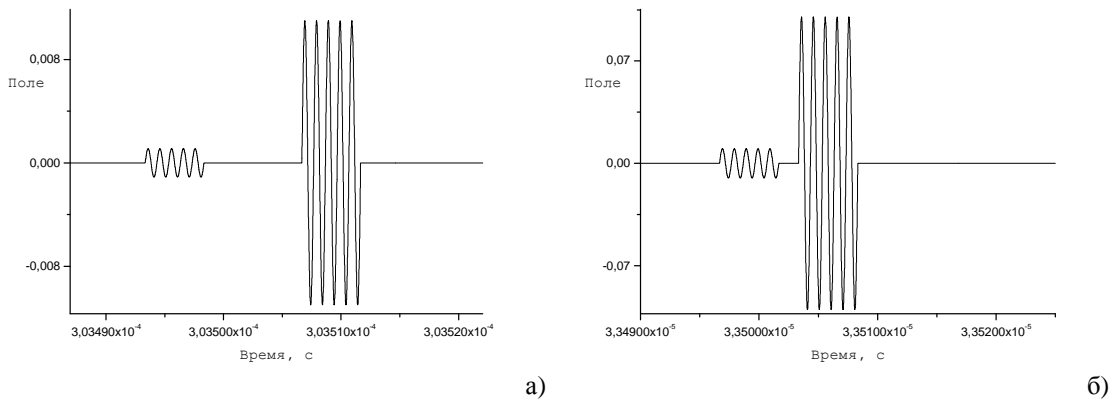 0,008
Поле
0,000
-0,008
3,03490x10⁻⁴ 3,03500x10⁻⁴ 3,03510x10⁻⁴ 3,03520x10⁻⁴
Время, с
а)
0,07
Поле
0,00
-0,07
3,34900x10⁻⁵ 3,35000x10⁻⁵ 3,35100x10⁻⁵ 3,35200x10⁻⁵
Время, с
б)